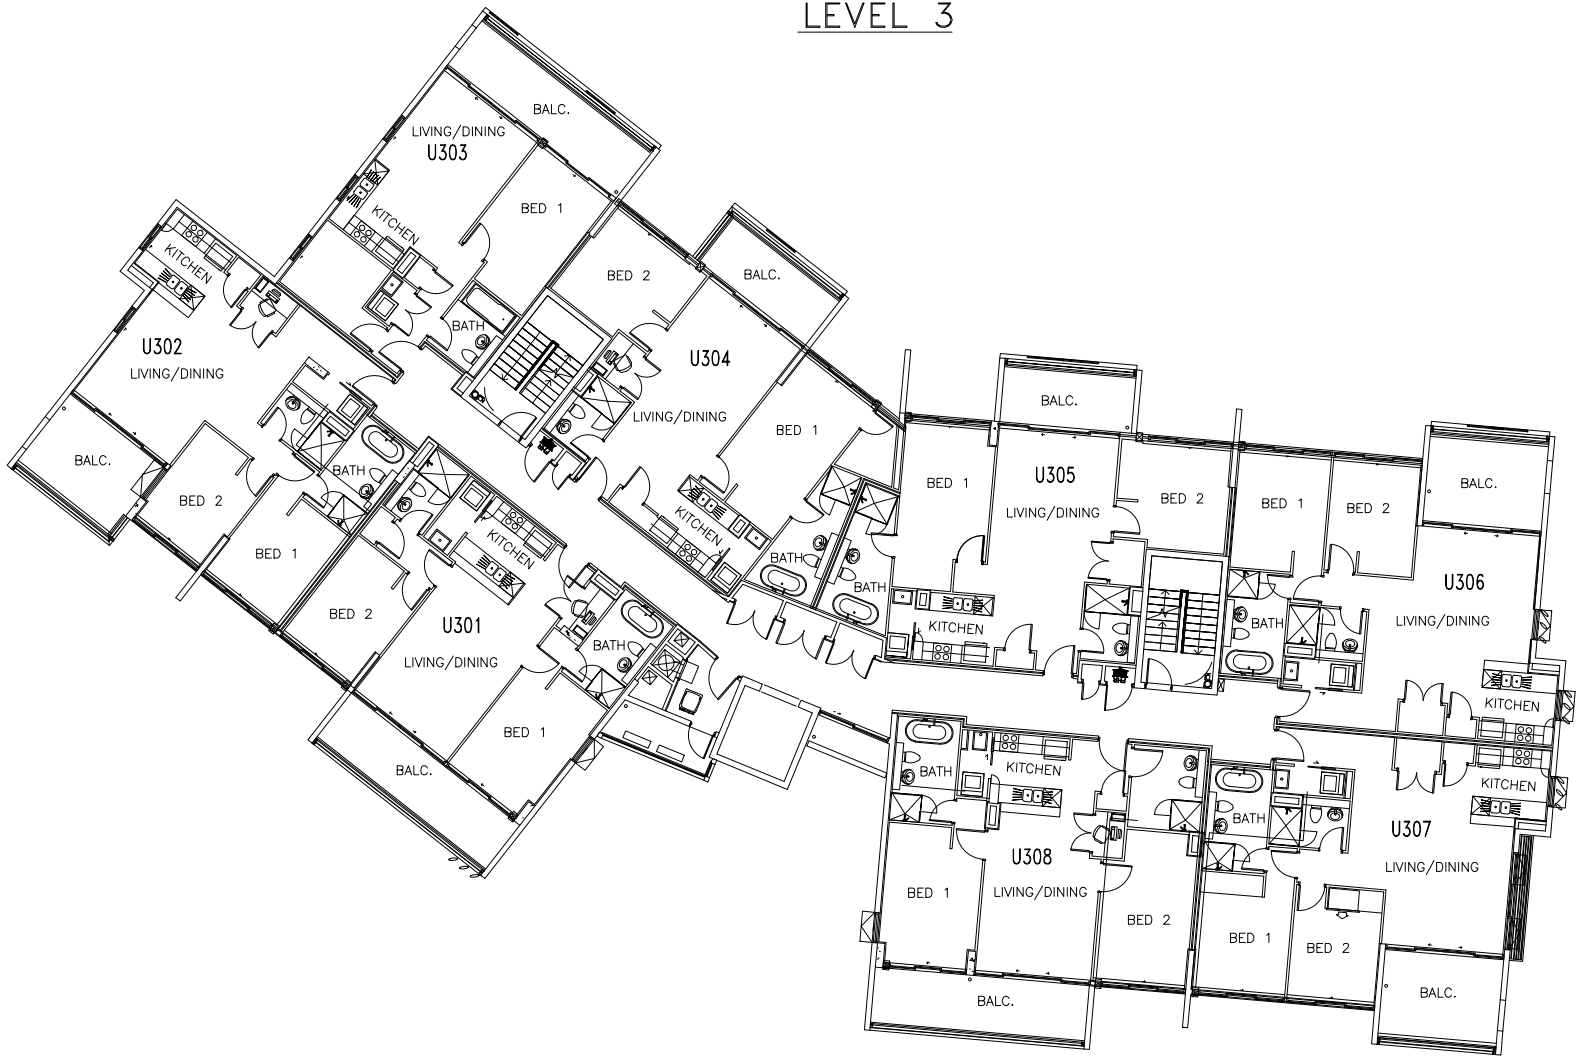 LEVEL 3
BALC.
LIVING/DINING
U303
BED 1
KITCHEN
BATH
KITCHEN
U302
LIVING/DINING
BALC.
BED 2
BED 1
BATH
BED 2
BALC.
U304
LIVING/DINING
BED 1
KITCHEN
BATH
KITCHEN
BED 2
U301
LIVING/DINING
BATH
BED 1
BALC.
BALC.
BED 1
U305
LIVING/DINING
BED 2
BATH
KITCHEN
BED 1
BED 2
BALC.
U306
LIVING/DINING
BATH
KITCHEN
BATH
KITCHEN
U308
LIVING/DINING
BED 1
BED 2
BALC.
KITCHEN
BATH
U307
LIVING/DINING
BED 1
BED 2
BALC.